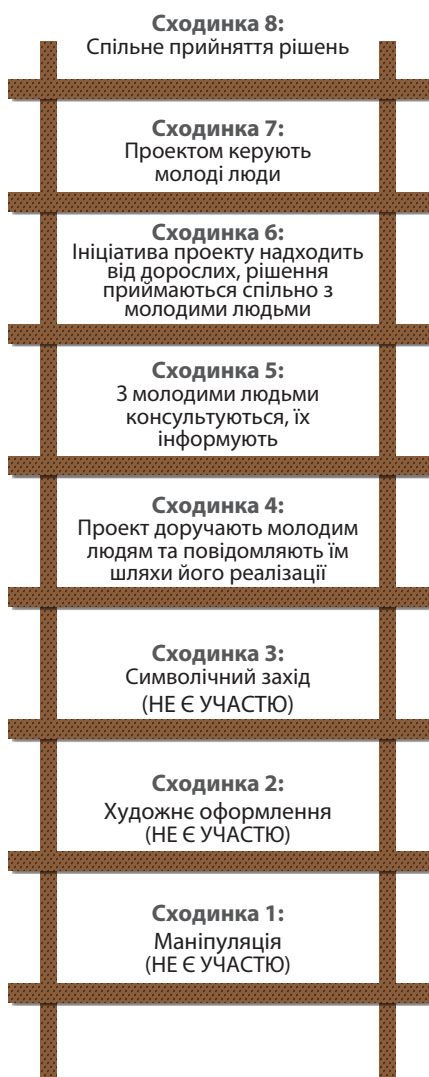 Сходинка 8:
Спільне прийняття рішень
Сходинка 7:
Проектом керують
молоді люди
Сходинка 6:
Ініціатива проекту надходить
від дорослих, рішення
приймаються спільно з
молодими людьми
Сходинка 5:
З молодими людьми
консультуються, їх
інформують
Сходинка 4:
Проект доручають молодим
людям та повідомляють їм
шляхи його реалізації
Сходинка 3:
Символічний захід
(НЕ Є УЧАСТЮ)
Сходинка 2:
Художнє оформлення
(НЕ Є УЧАСТЮ)
Сходинка 1:
Маніпуляція
(НЕ Є УЧАСТЮ)